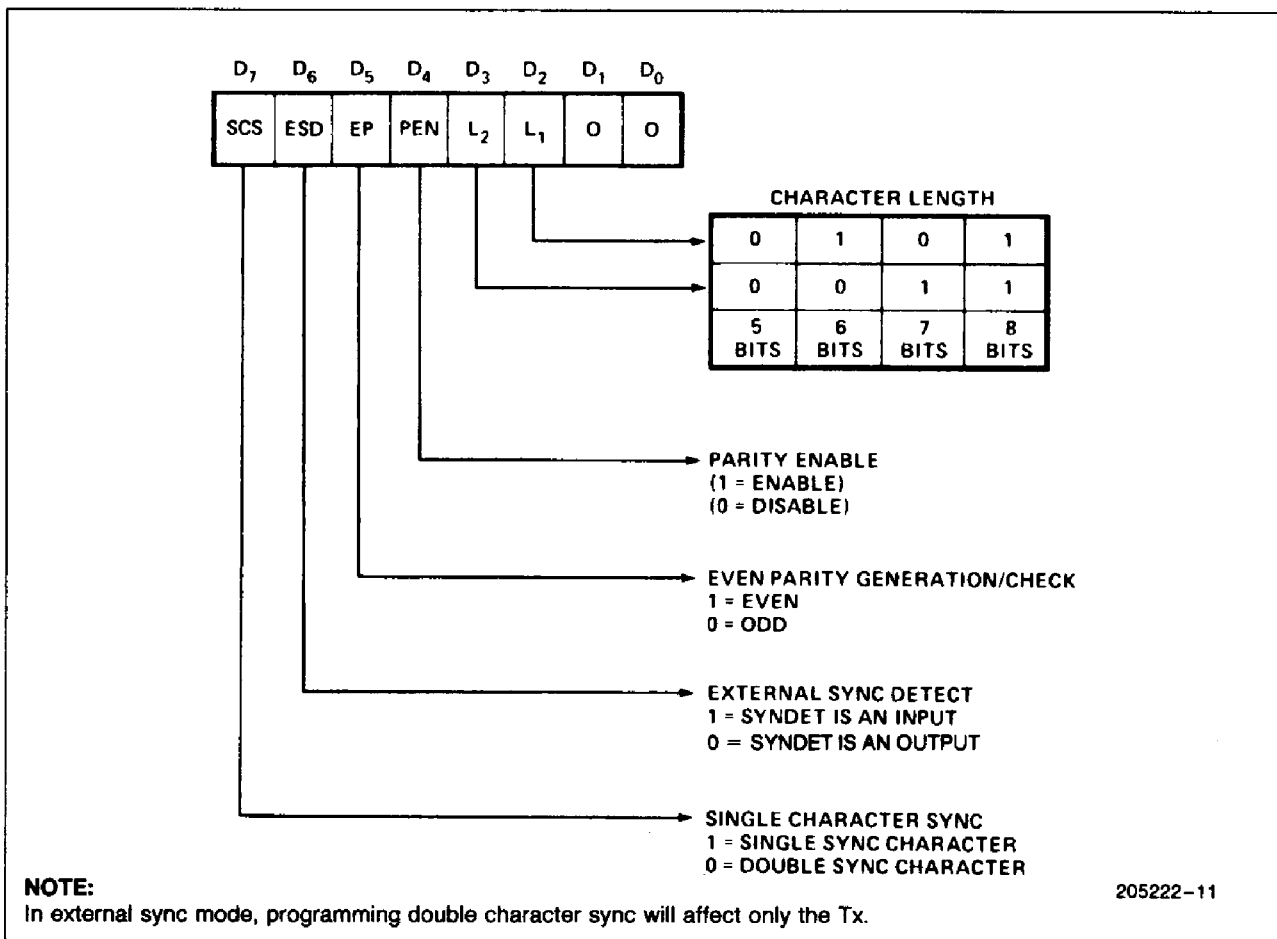 D7 D6 D5 D4 D3 D2 D1 D0
SCS ESD EP PEN L2 L1 0 0
CHARACTER LENGTH
0 1 0 1
0 0 1 1
5 6 7 8
BITS BITS BITS BITS
PARITY ENABLE
(1 = ENABLE)
(0 = DISABLE)
EVEN PARITY GENERATION/CHECK
1 = EVEN
0 = ODD
EXTERNAL SYNC DETECT
1 = SYNDET IS AN INPUT
0 = SYNDET IS AN OUTPUT
SINGLE CHARACTER SYNC
1 = SINGLE SYNC CHARACTER
0 = DOUBLE SYNC CHARACTER
NOTE:
205222-11
In external sync mode, programming double character sync will affect only the Tx.